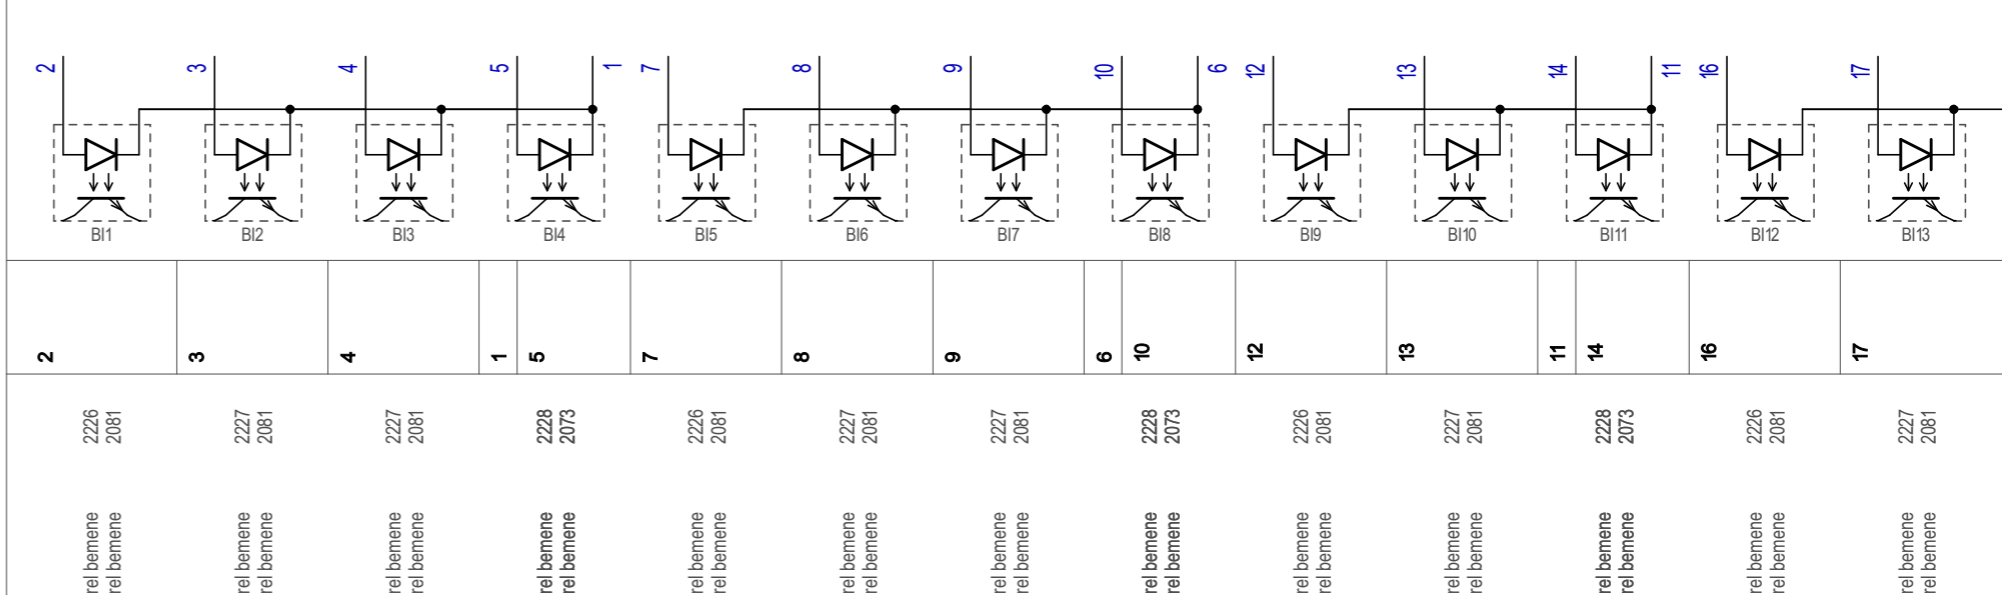 2 3 4 5 1 7 8 9 10 6 12 13 14 11 16 17
BI1 BI2 BI3 BI4 BI5 BI6 BI7 BI8 BI9 BI10 BI11 BI12 BI13
2 3 4 1 5 7 8 9 6 10 12 13 11 14 16 17
2226 2227 2227 2228 2226 2227 2227 2228 2226 2227 2228 2226 2227
2081 2081 2081 2073 2081 2081 2081 2073 2081 2081 2073 2081 2081
rel bemene rel bemene rel bemene rel bemene rel bemene rel bemene rel bemene rel bemene rel bemene rel bemene rel bemene rel bemene rel bemene
rel bemene rel bemene rel bemene rel bemene rel bemene rel bemene rel bemene rel bemene rel bemene rel bemene rel bemene rel bemene rel bemene